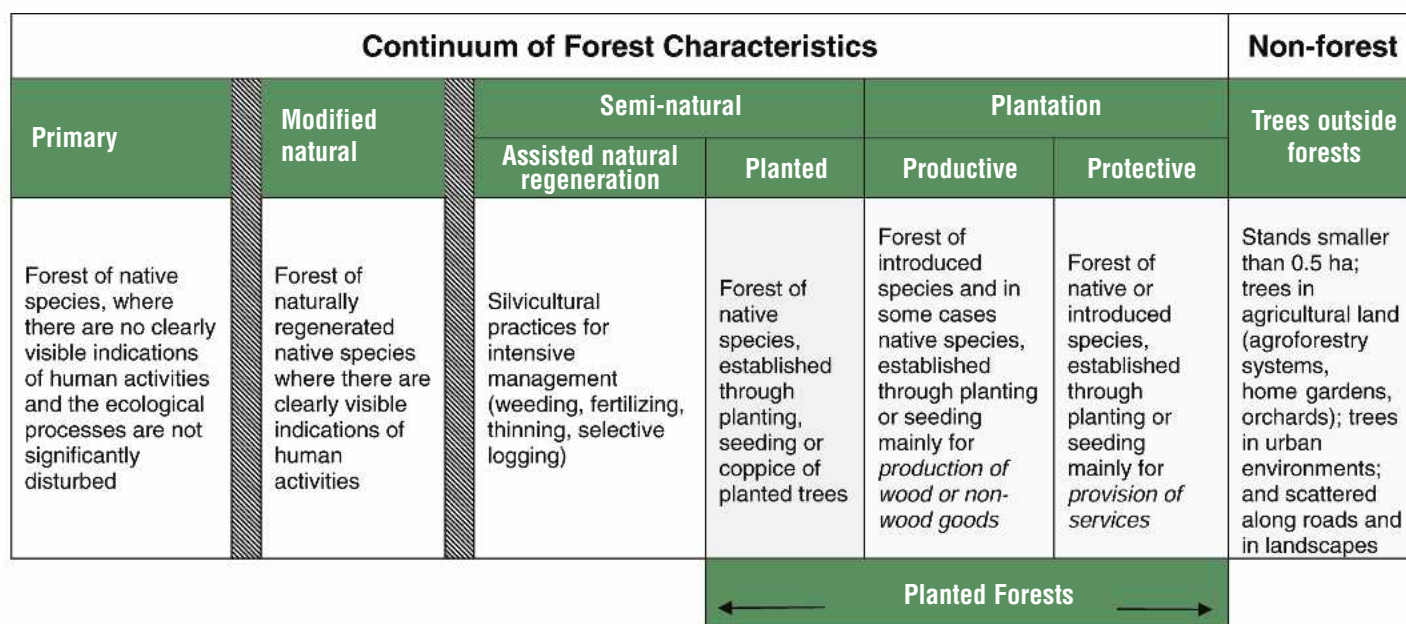 Continuum of Forest Characteristics
Non-forest
Primary
Modified
natural
Semi-natural
Plantation
Trees outside
forests
Assisted natural
regeneration
Planted
Productive
Protective
Forest of native
species, where
there are no clearly
visible indications
of human activities
and the ecological
processes are not
significantly
disturbed
Forest of
naturally
regenerated
native species
where there are
clearly visible
indications of
human
activities
Silvicultural
practices for
intensive
management
(weeding, fertilizing,
thinning, selective
logging)
Forest of
native
species,
established
through
planting,
seeding or
coppice of
planted trees
Forest of
introduced
species and in
some cases
native species,
established
through planting
or seeding
mainly for
production of
wood or non-
wood goods
Forest of
native or
introduced
species,
established
through
planting or
seeding
mainly for
provision of
services
Stands smaller
than 0.5 ha;
trees in
agricultural land
(agroforestry
systems,
home gardens,
orchards); trees
in urban
environments;
and scattered
along roads and
in landscapes
Planted Forests